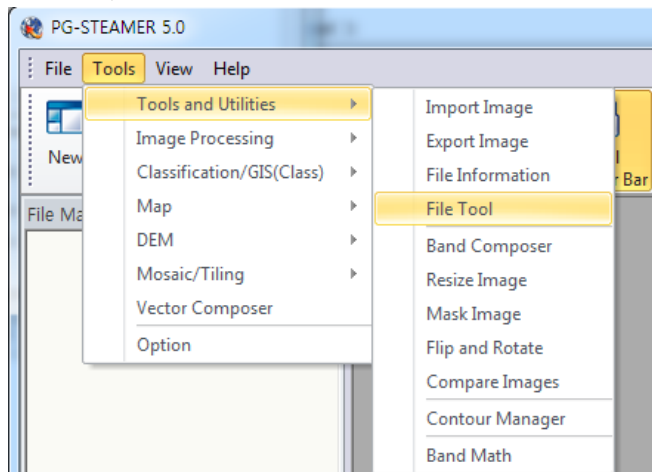 PG-STEAMER 5.0
File Tools View Help
Tools and Utilities
Image Processing
Classification/GIS(Class)
Map
DEM
Mosaic/Tiling
Vector Composer
Option
Import Image
Export Image
File Information
File Tool
Band Composer
Resize Image
Mask Image
Flip and Rotate
Compare Images
Contour Manager
Band Math
New
File Ma
Bar